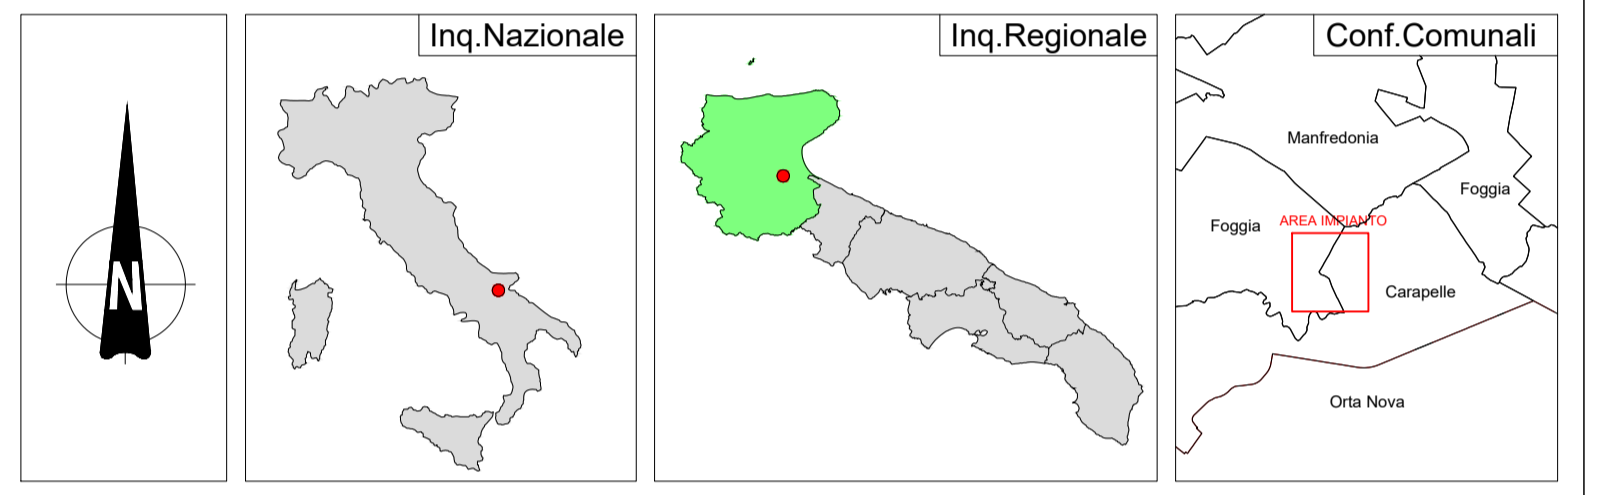 N
Inq.Nazionale
Inq.Regionale
Conf.Comunali
Manfredonia
Foggia
AREA IMPIANTO
Foggia
Carapelle
Orta Nova